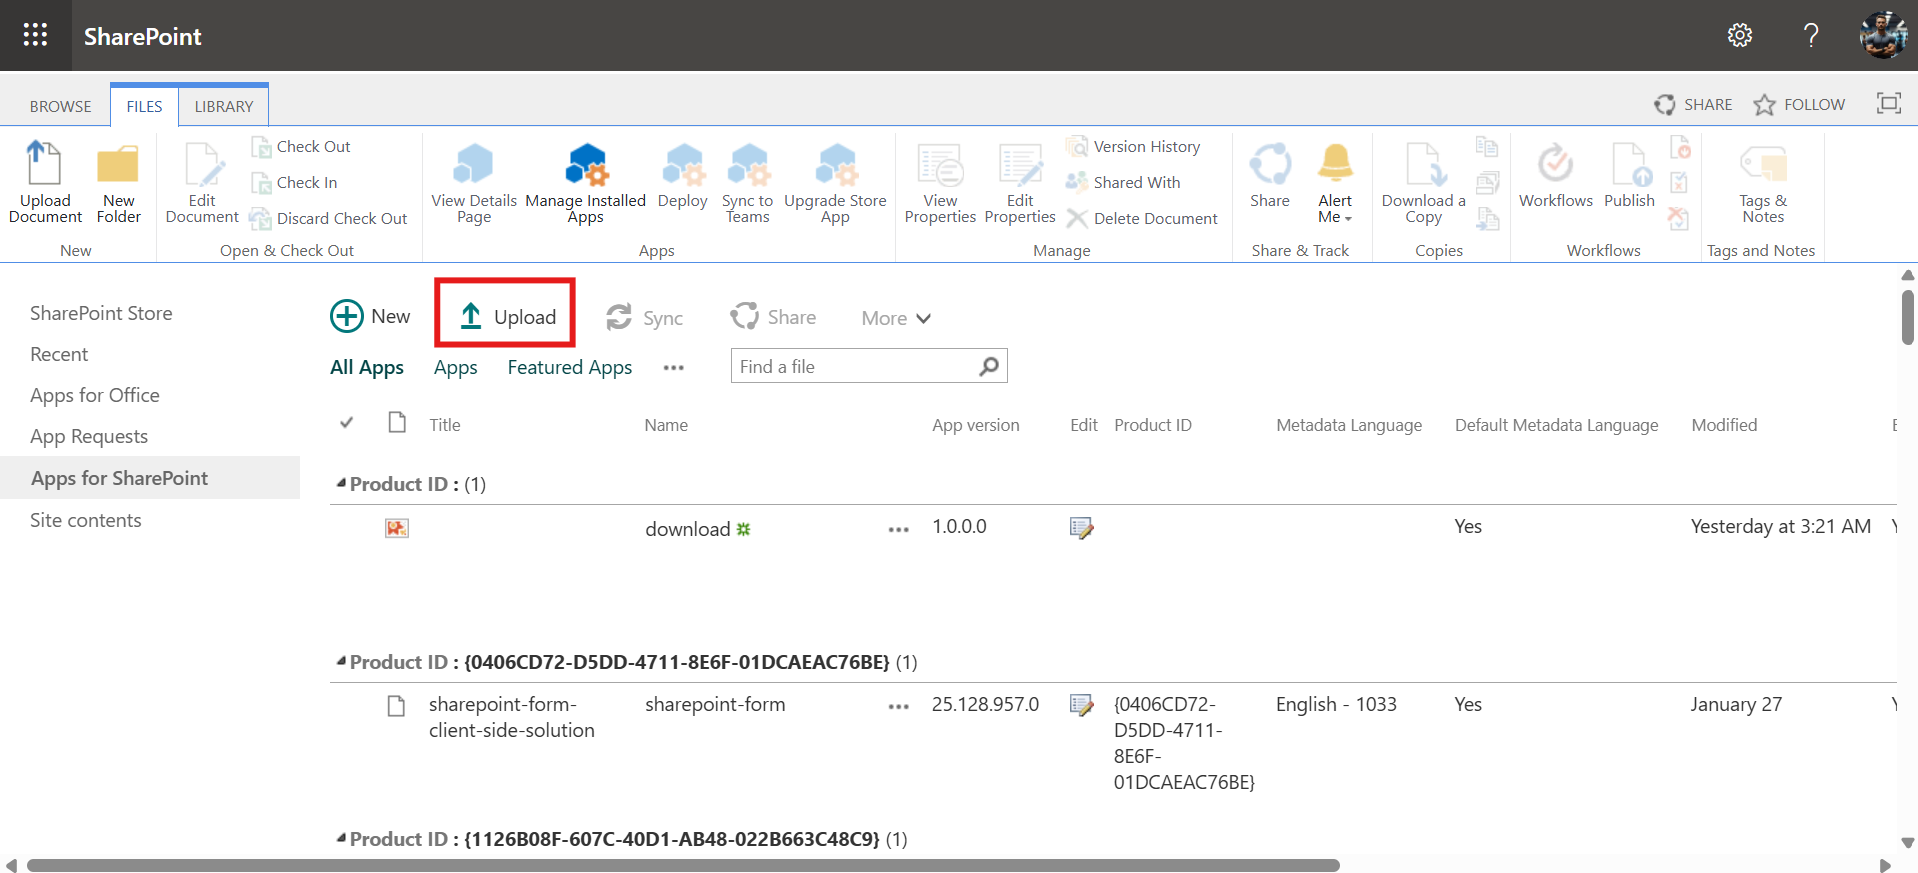 SharePoint
BROWSE FILES LIBRARY SHARE FOLLOW
Upload Document
New Folder
New
Edit Document
Check Out
Check In
Discard Check Out
Open & Check Out
View Details Page
Manage Installed Apps
Deploy
Sync to Teams
Upgrade Store App
Apps
View Properties
Edit Properties
Version History
Shared With
Delete Document
Manage
Share
Alert Me
Share & Track
Download a Copy
Copies
Workflows
Publish
Workflows
Tags & Notes
Tags and Notes
SharePoint Store
Recent
Apps for Office
App Requests
Apps for SharePoint
Site contents
New Upload Sync Share More
All Apps Apps Featured Apps ••• Find a file
Title Name App version Edit Product ID Metadata Language Default Metadata Language Modified
Product ID : (1)
download ••• 1.0.0.0 Yes Yesterday at 3:21 AM
Product ID : {0406CD72-D5DD-4711-8E6F-01DCAEAC76BE} (1)
sharepoint-form-client-side-solution sharepoint-form ••• 25.128.957.0 {0406CD72-D5DD-4711-8E6F-01DCAEAC76BE} English - 1033 Yes January 27
Product ID : {1126B08F-607C-40D1-AB48-022B663C48C9} (1)